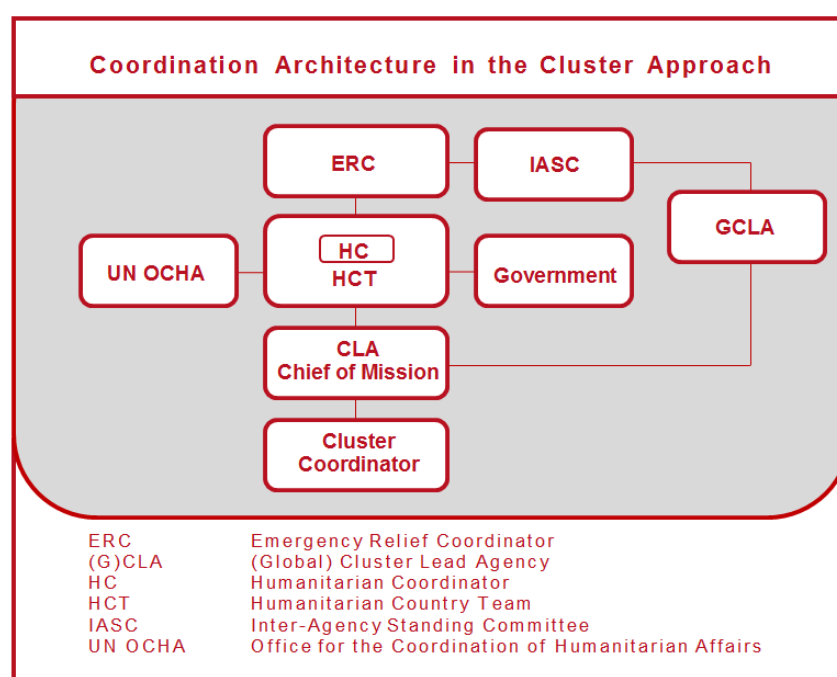 Coordination Architecture in the Cluster Approach
ERC
IASC
GCLA
UN OCHA
HC
HCT
Government
CLA
Chief of Mission
Cluster
Coordinator
ERC Emergency Relief Coordinator
(G)CLA (Global) Cluster Lead Agency
HC Humanitarian Coordinator
HCT Humanitarian Country Team
IASC Inter-Agency Standing Committee
UN OCHA Office for the Coordination of Humanitarian Affairs